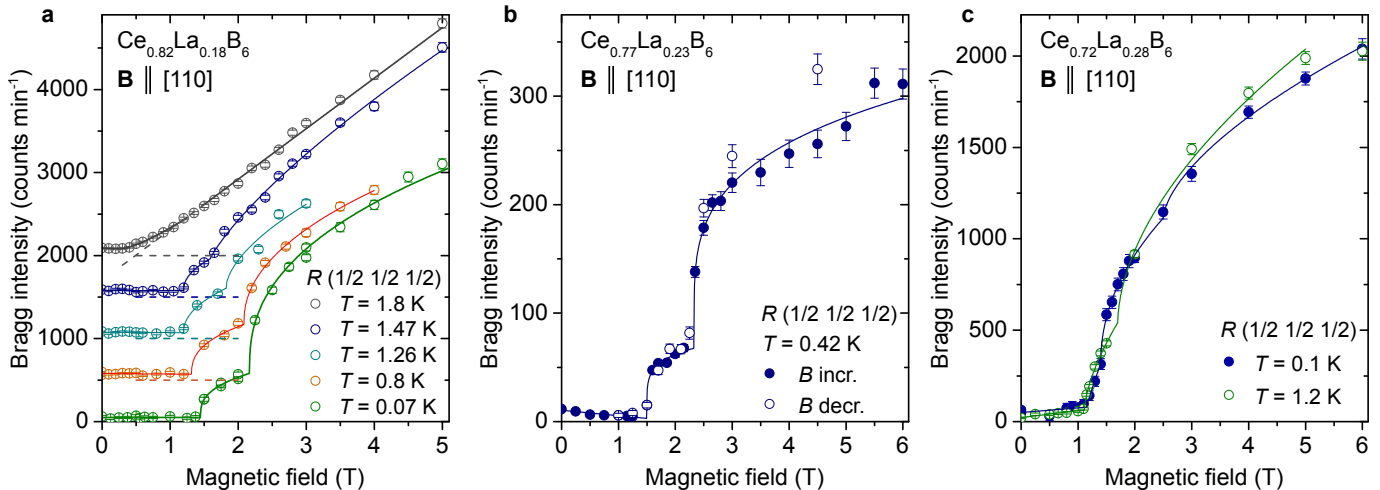 a
Ce0.82La0.18B6
B ∥ [110]
Bragg intensity (counts min⁻¹)
4000
3000
2000
1000
0
R (1/2 1/2 1/2)
T = 1.8 K
T = 1.47 K
T = 1.26 K
T = 0.8 K
T = 0.07 K
0 1 2 3 4 5
Magnetic field (T)
b
Ce0.77La0.23B6
B ∥ [110]
Bragg intensity (counts min⁻¹)
300
200
100
0
R (1/2 1/2 1/2)
T = 0.42 K
B incr.
B decr.
0 1 2 3 4 5 6
Magnetic field (T)
c
Ce0.72La0.28B6
B ∥ [110]
Bragg intensity (counts min⁻¹)
2000
1500
1000
500
0
R (1/2 1/2 1/2)
T = 0.1 K
T = 1.2 K
0 1 2 3 4 5 6
Magnetic field (T)